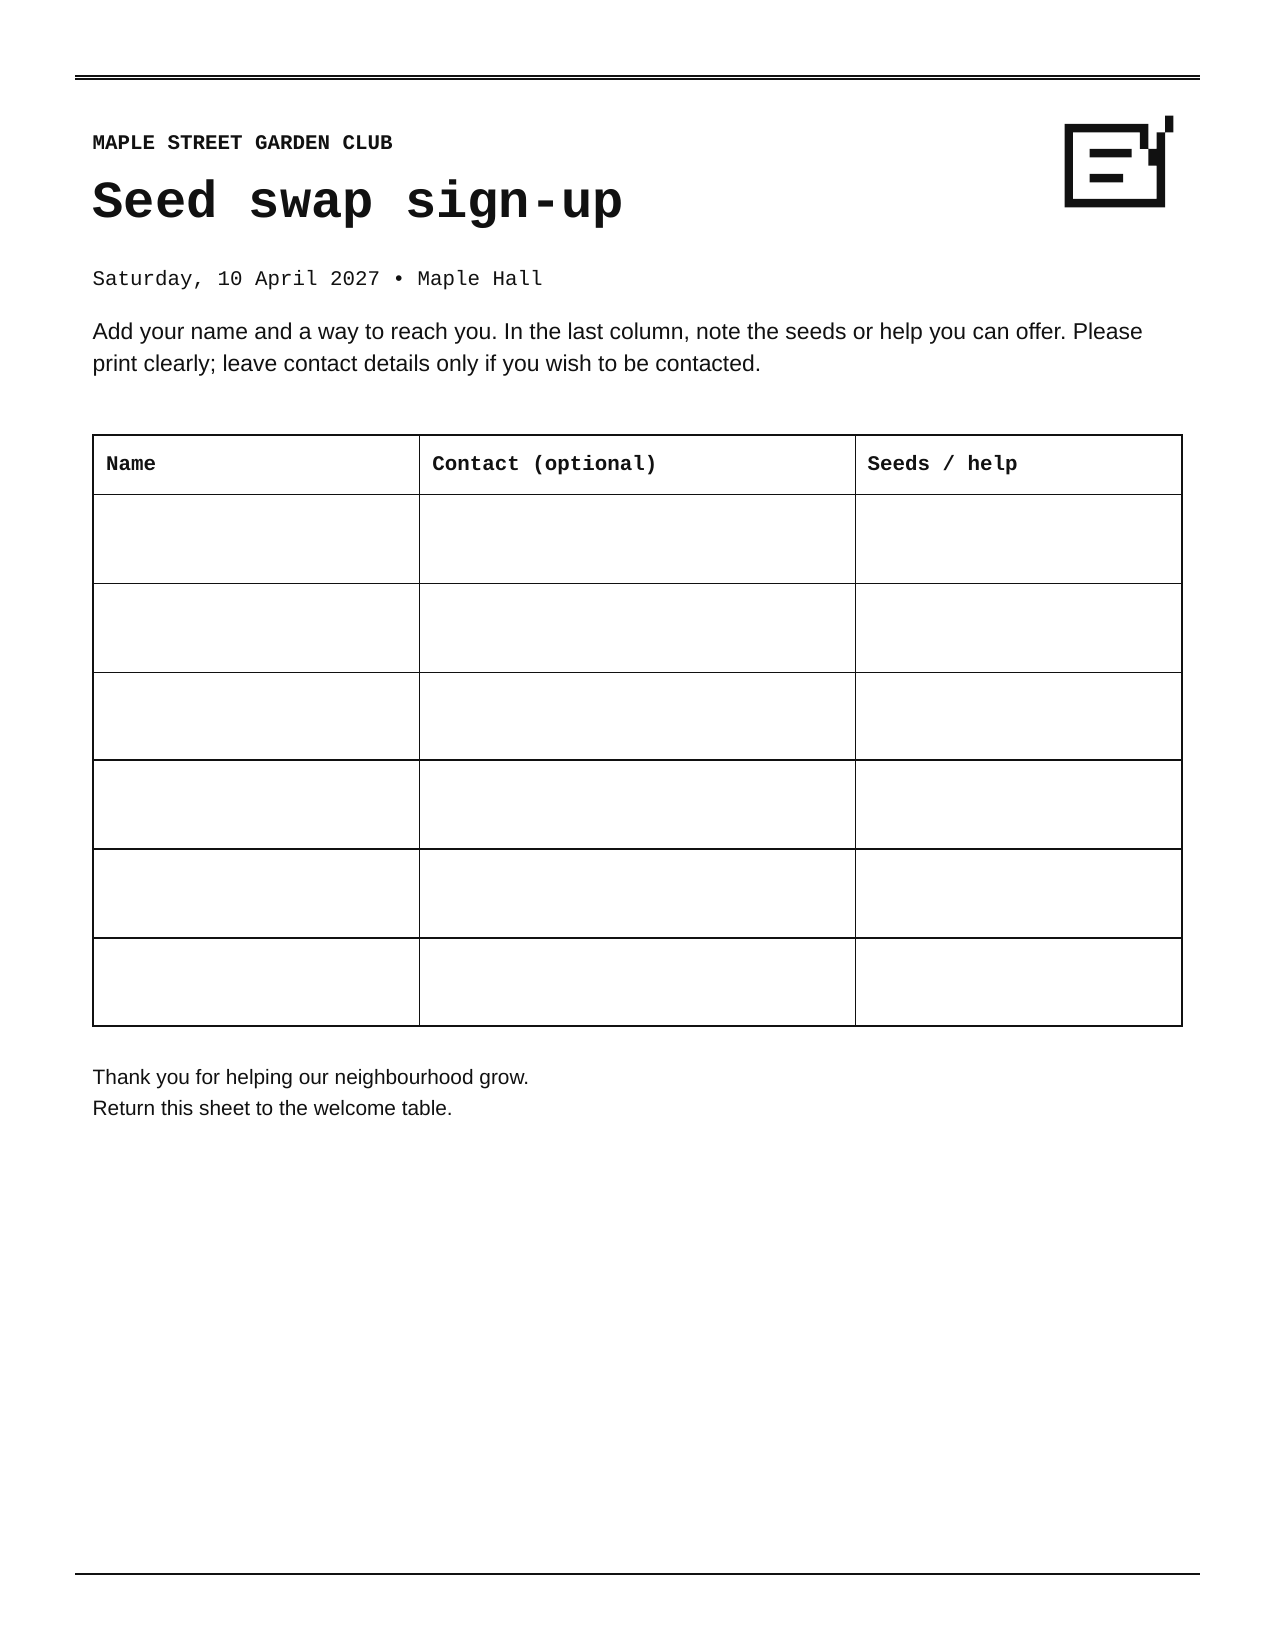 MAPLE STREET GARDEN CLUB
Seed swap sign-up
Saturday, 10 April 2027 • Maple Hall
Add your name and a way to reach you. In the last column, note the seeds or help you can offer. Please
print clearly; leave contact details only if you wish to be contacted.
Name Contact (optional) Seeds / help
Thank you for helping our neighbourhood grow.
Return this sheet to the welcome table.